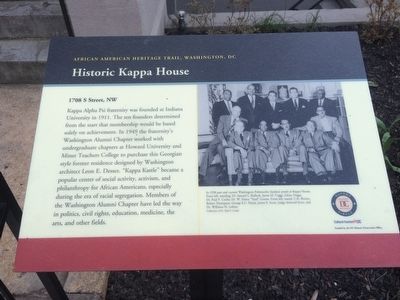 AFRICAN AMERICAN HERITAGE TRAIL, WASHINGTON, DC
Historic Kappa House
1708 S Street, NW
Kappa Alpha Psi fraternity was founded at Indiana
University in 1911. The ten founders determined
from the start that membership would be based
solely on achievement. In 1949 the fraternity's
Washington Alumni Chapter worked with
undergraduate chapters at Howard University and
Miner Teachers College to purchase this Georgian
style former residence designed by Washington
architect Leon E. Dessez. "Kappa Kastle" became a
popular center of social activity, activism, and
philanthropy for African Americans, especially
during the era of racial segregation. Members of
the Washington Alumni Chapter have led the way
in politics, civil rights, education, medicine, the
arts, and other fields.
DC